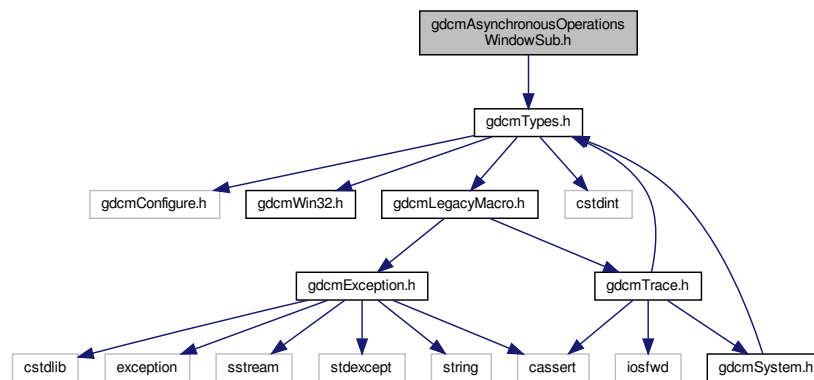 gdcmAsynchronousOperations
WindowSub.h
gdcmTypes.h
gdcmConfigure.h
gdcmWin32.h
gdcmLegacyMacro.h
cstdint
gdcmException.h
gdcmTrace.h
cstdlib
exception
sstream
stdexcept
string
cassert
iosfwd
gdcmSystem.h